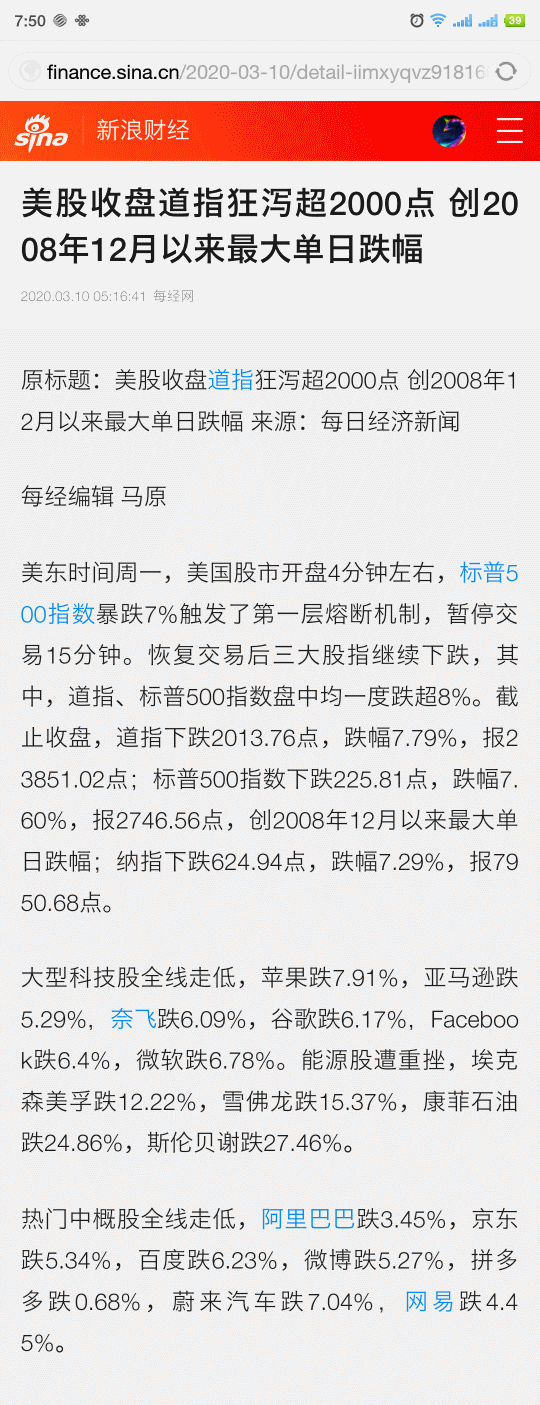 7:50
39
finance.sina.cn/2020-03-10/detail-iimxyqvz91816
sina 新浪财经
美股收盘道指狂泻超2000点 创20
08年12月以来最大单日跌幅
2020.03.10 05:16:41 每经网
原标题：美股收盘道指狂泻超2000点 创2008年1
2月以来最大单日跌幅 来源：每日经济新闻
每经编辑 马原
美东时间周一，美国股市开盘4分钟左右，标普5
00指数暴跌7%触发了第一层熔断机制，暂停交
易15分钟。恢复交易后三大股指继续下跌，其
中，道指、标普500指数盘中均一度跌超8%。截
止收盘，道指下跌2013.76点，跌幅7.79%，报2
3851.02点；标普500指数下跌225.81点，跌幅7.
60%，报2746.56点，创2008年12月以来最大单
日跌幅；纳指下跌624.94点，跌幅7.29%，报79
50.68点。
大型科技股全线走低，苹果跌7.91%，亚马逊跌
5.29%，奈飞跌6.09%，谷歌跌6.17%，Faceboo
k跌6.4%，微软跌6.78%。能源股遭重挫，埃克
森美孚跌12.22%，雪佛龙跌15.37%，康菲石油
跌24.86%，斯伦贝谢跌27.46%。
热门中概股全线走低，阿里巴巴跌3.45%，京东
跌5.34%，百度跌6.23%，微博跌5.27%，拼多
多跌0.68%，蔚来汽车跌7.04%，网易跌4.4
5%。